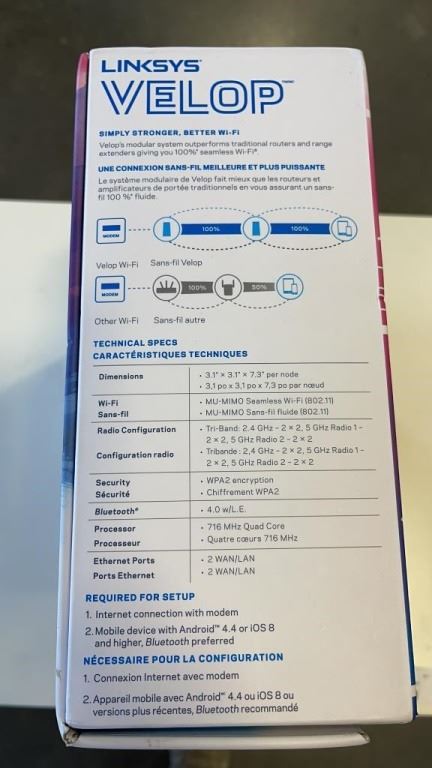 LINKSYS®
VELOP™
SIMPLY STRONGER, BETTER Wi-Fi
Velop's modular system outperforms traditional routers and range
extenders giving you 100%* seamless Wi-Fi*.
UNE CONNEXION SANS-FIL MEILLEURE ET PLUS PUISSANTE
Le système modulaire de Velop fait mieux que les routeurs et
amplificateurs de portée traditionnels en vous assurant un sans-
fil 100 %* fluide.
MODEM
100%
100%
Velop Wi-Fi Sans-fil Velop
MODEM
100%
50%
Other Wi-Fi Sans-fil autre
TECHNICAL SPECS
CARACTÉRISTIQUES TECHNIQUES
Dimensions
• 3.1" × 3.1" × 7.3" per node
• 3,1 po x 3,1 po x 7,3 po par nœud
Wi-Fi
Sans-fil
• MU-MIMO Seamless Wi-Fi (802.11)
• MU-MIMO Sans-fil fluide (802.11)
Radio Configuration
• Tri-Band: 2.4 GHz - 2 × 2, 5 GHz Radio 1 -
2 × 2, 5 GHz Radio 2 - 2 × 2
Configuration radio
• Tribande : 2,4 GHz - 2 × 2, 5 GHz Radio 1 -
2 × 2, 5 GHz Radio 2 - 2 × 2
Security
Sécurité
• WPA2 encryption
• Chiffrement WPA2
Bluetooth®
• 4.0 w/L.E.
Processor
Processeur
• 716 MHz Quad Core
• Quatre cœurs 716 MHz
Ethernet Ports
Ports Ethernet
• 2 WAN/LAN
• 2 WAN/LAN
REQUIRED FOR SETUP
1. Internet connection with modem
2. Mobile device with Android™ 4.4 or iOS 8
and higher, Bluetooth preferred
NÉCESSAIRE POUR LA CONFIGURATION
1. Connexion Internet avec modem
2. Appareil mobile avec Android™ 4.4 ou iOS 8 ou
versions plus récentes, Bluetooth recommandé